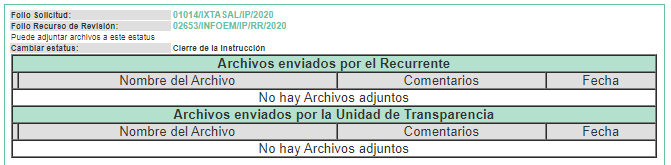 Folio Solicitud: 01014/IXTASAL/IP/2020
Folio Recurso de Revisión: 02653/INFOEM/IP/RR/2020
Puede adjuntar archivos a este estatus
Cambiar estatus: Cierre de la Instrucción
Archivos enviados por el Recurrente
Nombre del Archivo Comentarios Fecha
No hay Archivos adjuntos
Archivos enviados por la Unidad de Transparencia
Nombre del Archivo Comentarios Fecha
No hay Archivos adjuntos